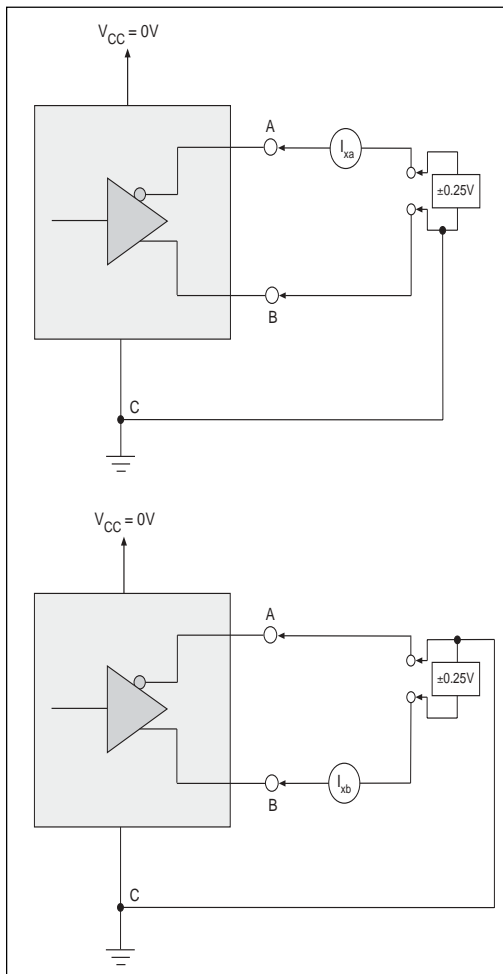 V_CC = 0V
A
I_xa
±0.25V
B
C
V_CC = 0V
A
±0.25V
I_xb
B
C